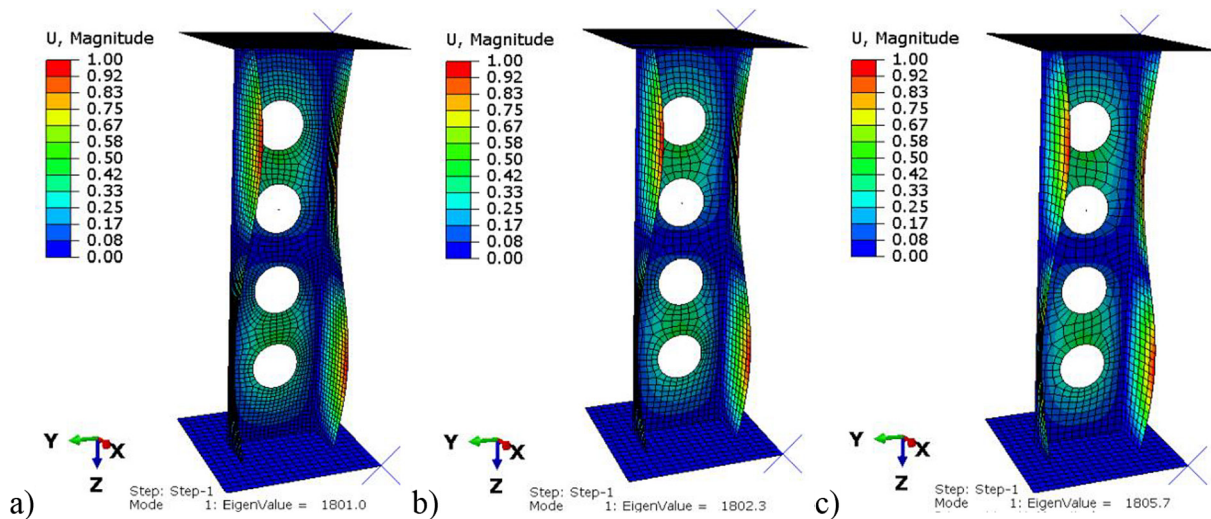 U, Magnitude
1.00
0.92
0.83
0.75
0.67
0.58
0.50
0.42
0.33
0.25
0.17
0.08
0.00
Y
X
Z
Step: Step-1
Mode 1: EigenValue = 1801.0
a)
U, Magnitude
1.00
0.92
0.83
0.75
0.67
0.58
0.50
0.42
0.33
0.25
0.17
0.08
0.00
Y
X
Z
Step: Step-1
Mode 1: EigenValue = 1802.3
b)
U, Magnitude
1.00
0.92
0.83
0.75
0.67
0.58
0.50
0.42
0.33
0.25
0.17
0.08
0.00
Y
X
Z
Step: Step-1
Mode 1: EigenValue = 1805.7
c)